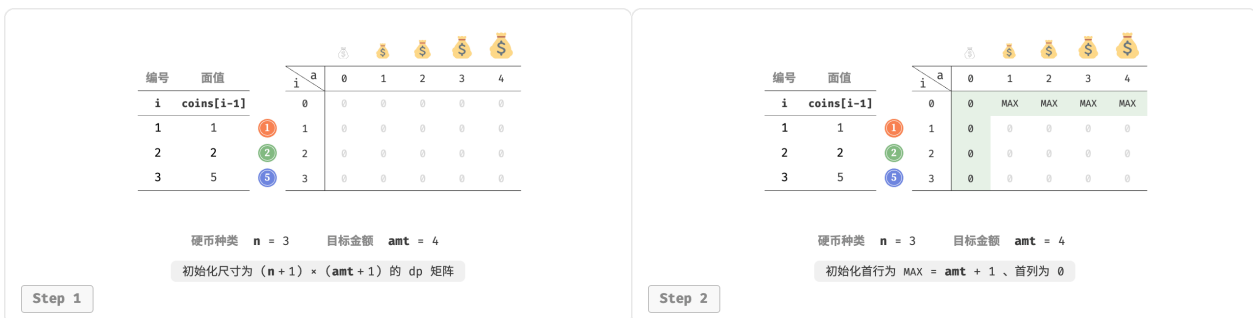 编号 面值 i a 0 1 2 3 4
i coins[i-1] 0 0 0 0 0 0
1 1 1 1 0 0 0 0 0
2 2 2 2 0 0 0 0 0
3 5 5 3 0 0 0 0 0
硬币种类 n = 3 目标金额 amt = 4
初始化尺寸为 (n + 1) × (amt + 1) 的 dp 矩阵
Step 1
编号 面值 i a 0 1 2 3 4
i coins[i-1] 0 0 MAX MAX MAX MAX
1 1 1 1 0 0 0 0 0
2 2 2 2 0 0 0 0 0
3 5 5 3 0 0 0 0 0
硬币种类 n = 3 目标金额 amt = 4
初始化首行为 MAX = amt + 1 、首列为 0
Step 2